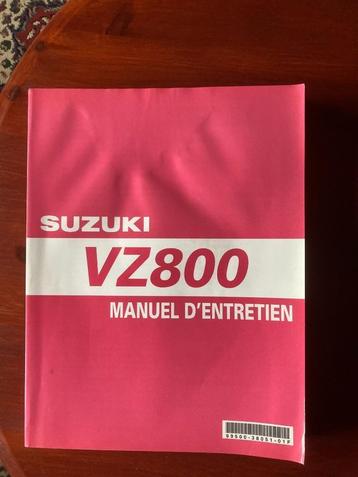 SUZUKI
VZ800
MANUEL D'ENTRETIEN
99500-38051-01F